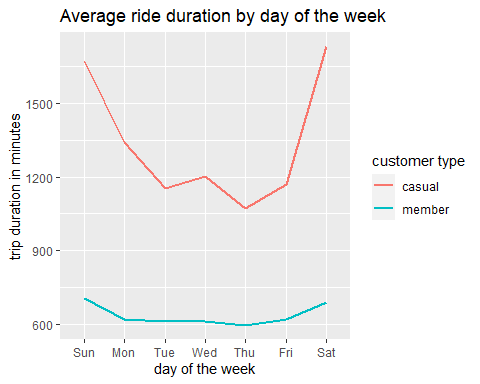 Average ride duration by day of the week
trip duration in minutes
1500
1200
900
600
Sun Mon Tue Wed Thu Fri Sat
day of the week
customer type
casual
member